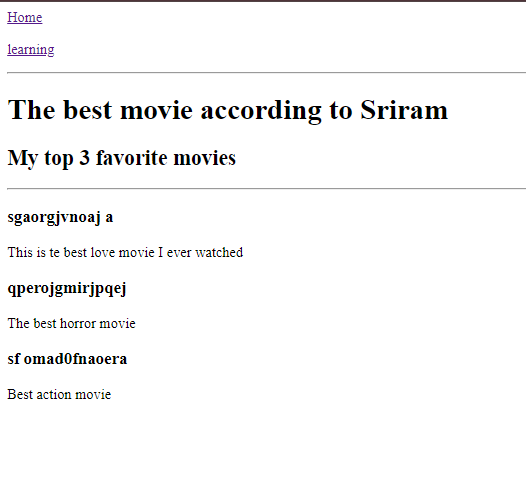 Home
learning
The best movie according to Sriram
My top 3 favorite movies
sgaorgjvnoaj a
This is te best love movie I ever watched
qperojgmirjpqej
The best horror movie
sf omad0fnaoera
Best action movie